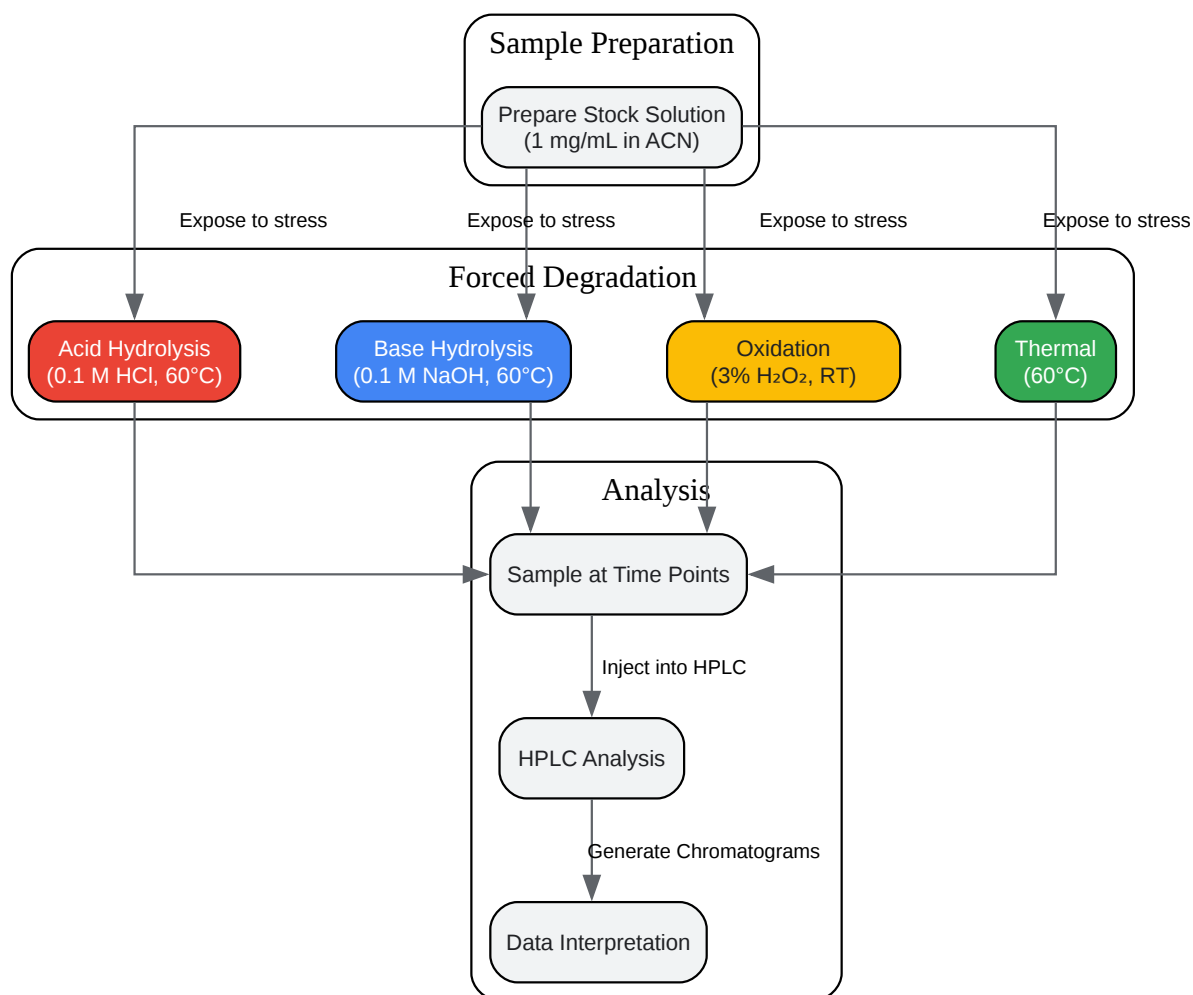 Sample Preparation
Prepare Stock Solution
(1 mg/mL in ACN)
Expose to stress
Expose to stress
Expose to stress
Expose to stress
Forced Degradation
Acid Hydrolysis
(0.1 M HCl, 60°C)
Base Hydrolysis
(0.1 M NaOH, 60°C)
Oxidation
(3% H₂O₂, RT)
Thermal
(60°C)
Analysis
Sample at Time Points
Inject into HPLC
HPLC Analysis
Generate Chromatograms
Data Interpretation